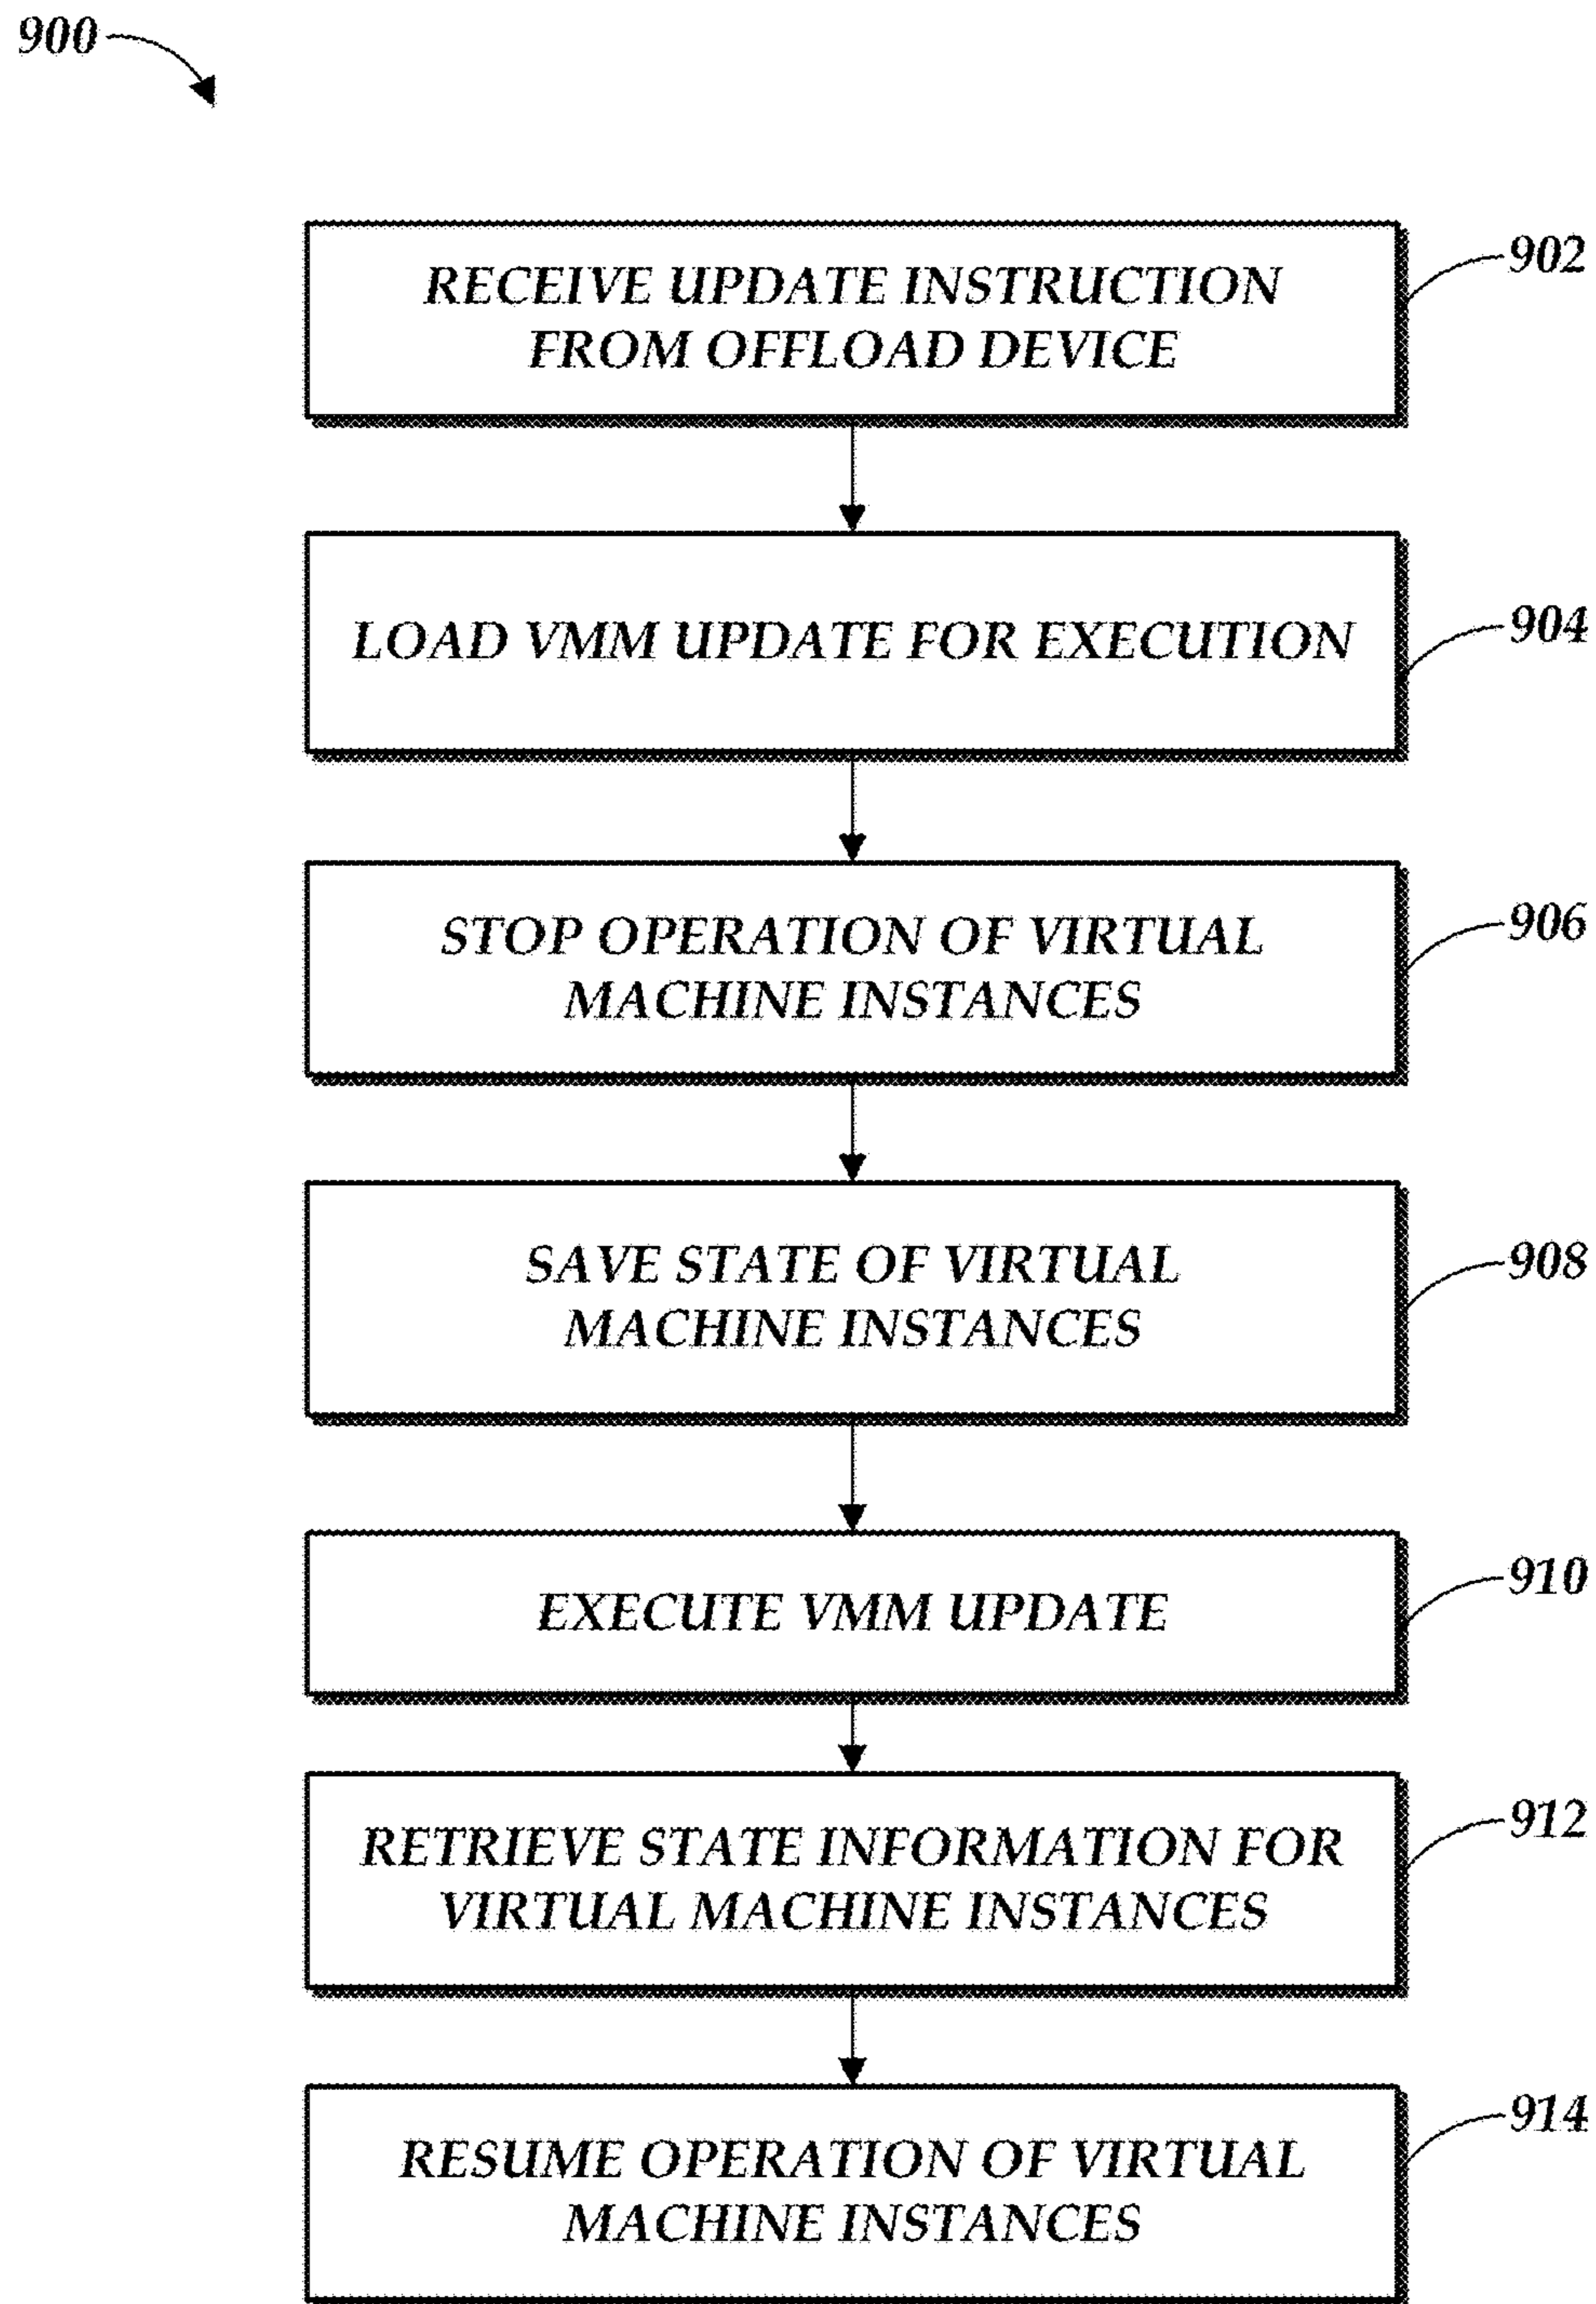 900
RECEIVE UPDATE INSTRUCTION
FROM OFFLOAD DEVICE
902
LOAD VMM UPDATE FOR EXECUTION
904
STOP OPERATION OF VIRTUAL
MACHINE INSTANCES
906
SAVE STATE OF VIRTUAL
MACHINE INSTANCES
908
EXECUTE VMM UPDATE
910
RETRIEVE STATE INFORMATION FOR
VIRTUAL MACHINE INSTANCES
912
RESUME OPERATION OF VIRTUAL
MACHINE INSTANCES
914